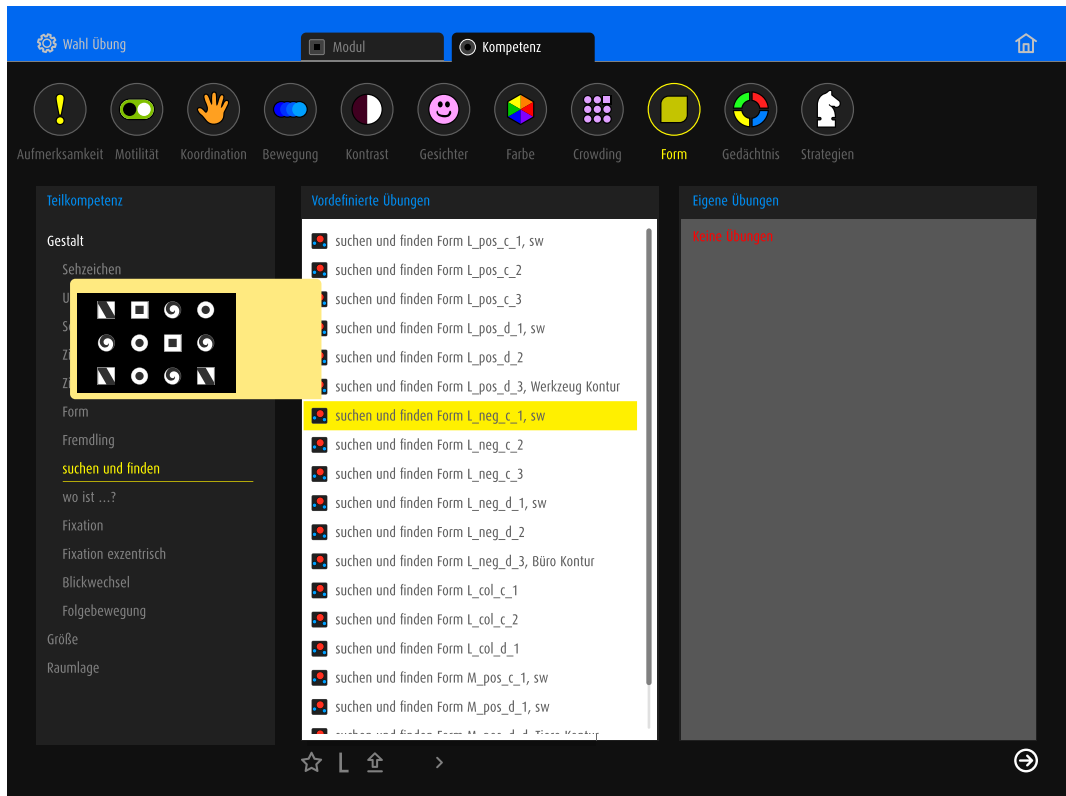 Wahl Übung
Modul
Kompetenz
Aufmerksamkeit Motilität Koordination Bewegung Kontrast Gesichter Farbe Crowding Form Gedächtnis Strategien
Teilkompetenz
Gestalt
Sehzeichen
Form
Fremdling
suchen und finden
wo ist ...?
Fixation
Fixation exzentrisch
Blickwechsel
Folgebewegung
Größe
Raumlage
Vordefinierte Übungen
suchen und finden Form L_pos_c_1, sw
suchen und finden Form L_pos_c_2
suchen und finden Form L_pos_c_3
suchen und finden Form L_pos_d_1, sw
suchen und finden Form L_pos_d_2
suchen und finden Form L_pos_d_3, Werkzeug Kontur
suchen und finden Form L_neg_c_1, sw
suchen und finden Form L_neg_c_2
suchen und finden Form L_neg_c_3
suchen und finden Form L_neg_d_1, sw
suchen und finden Form L_neg_d_2
suchen und finden Form L_neg_d_3, Büro Kontur
suchen und finden Form L_col_c_1
suchen und finden Form L_col_c_2
suchen und finden Form L_col_d_1
suchen und finden Form M_pos_c_1, sw
suchen und finden Form M_pos_d_1, sw
L
Eigene Übungen
Keine Übungen